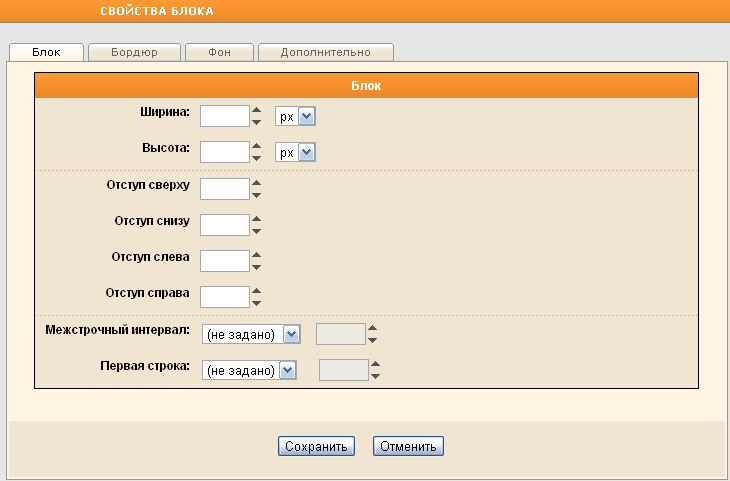 СВОЙСТВА БЛОКА
Блок Бордюр Фон Дополнительно
Блок
Ширина: px
Высота: px
Отступ сверху
Отступ снизу
Отступ слева
Отступ справа
Межстрочный интервал: (не задано)
Первая строка: (не задано)
Сохранить Отменить